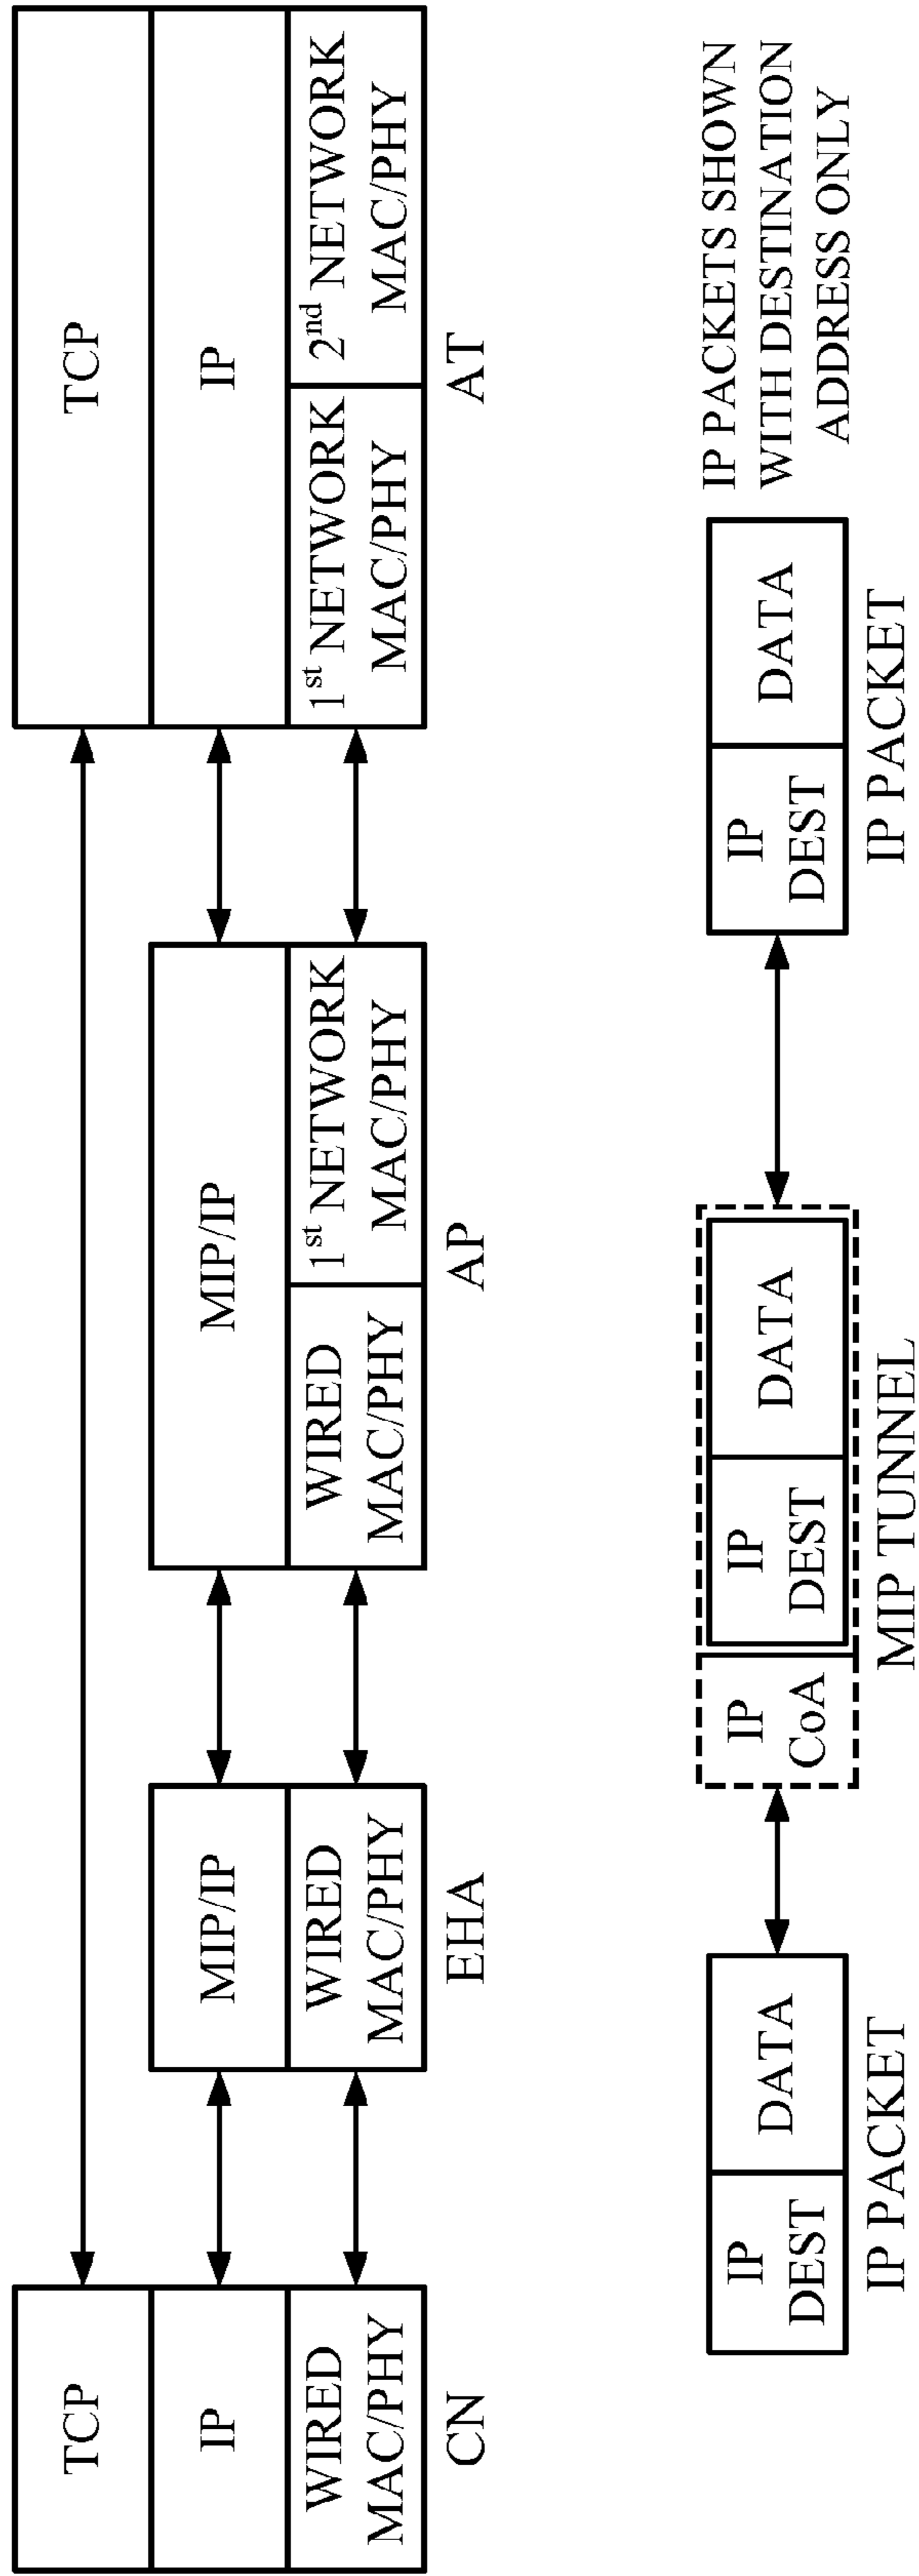 TCP
IP
WIRED
MAC/PHY
CN
MIP/IP
WIRED
MAC/PHY
EHA
MIP/IP
WIRED
MAC/PHY
1st NETWORK
MAC/PHY
AP
TCP
IP
1st NETWORK
MAC/PHY
2nd NETWORK
MAC/PHY
AT
IP
DEST
DATA
IP PACKET
IP
CoA
IP
DEST
DATA
MIP TUNNEL
IP
DEST
DATA
IP PACKET
IP PACKETS SHOWN
WITH DESTINATION
ADDRESS ONLY